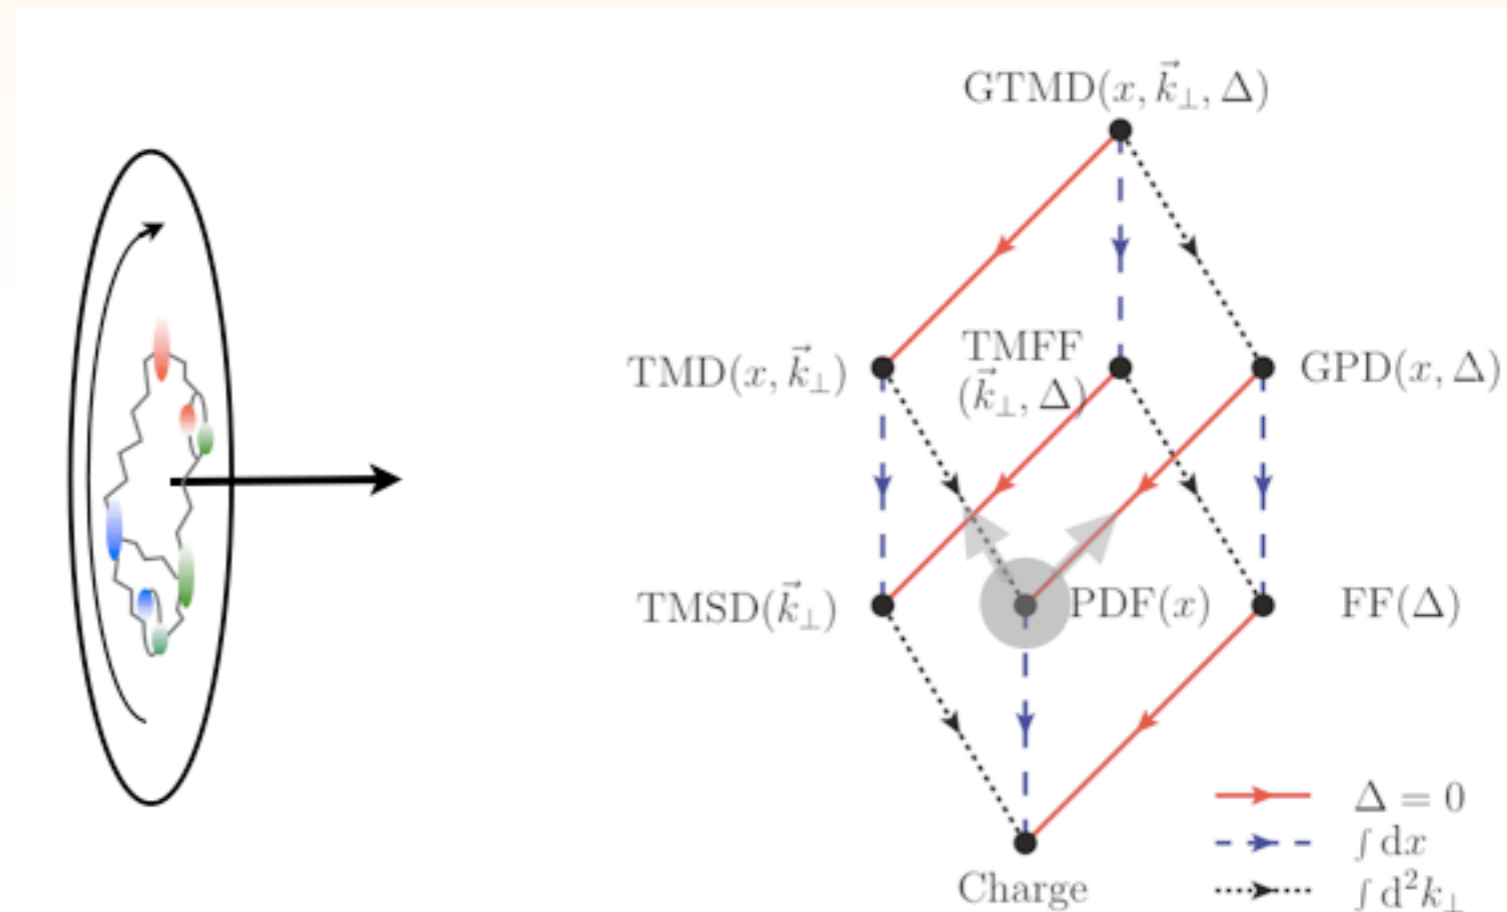 GTMD(x, k⃗⊥, Δ)
TMD(x, k⃗⊥)
TMFF
(k⃗⊥, Δ)
GPD(x, Δ)
TMSD(k⃗⊥)
PDF(x)
FF(Δ)
Charge
Δ = 0
∫ dx
∫ d²k⊥